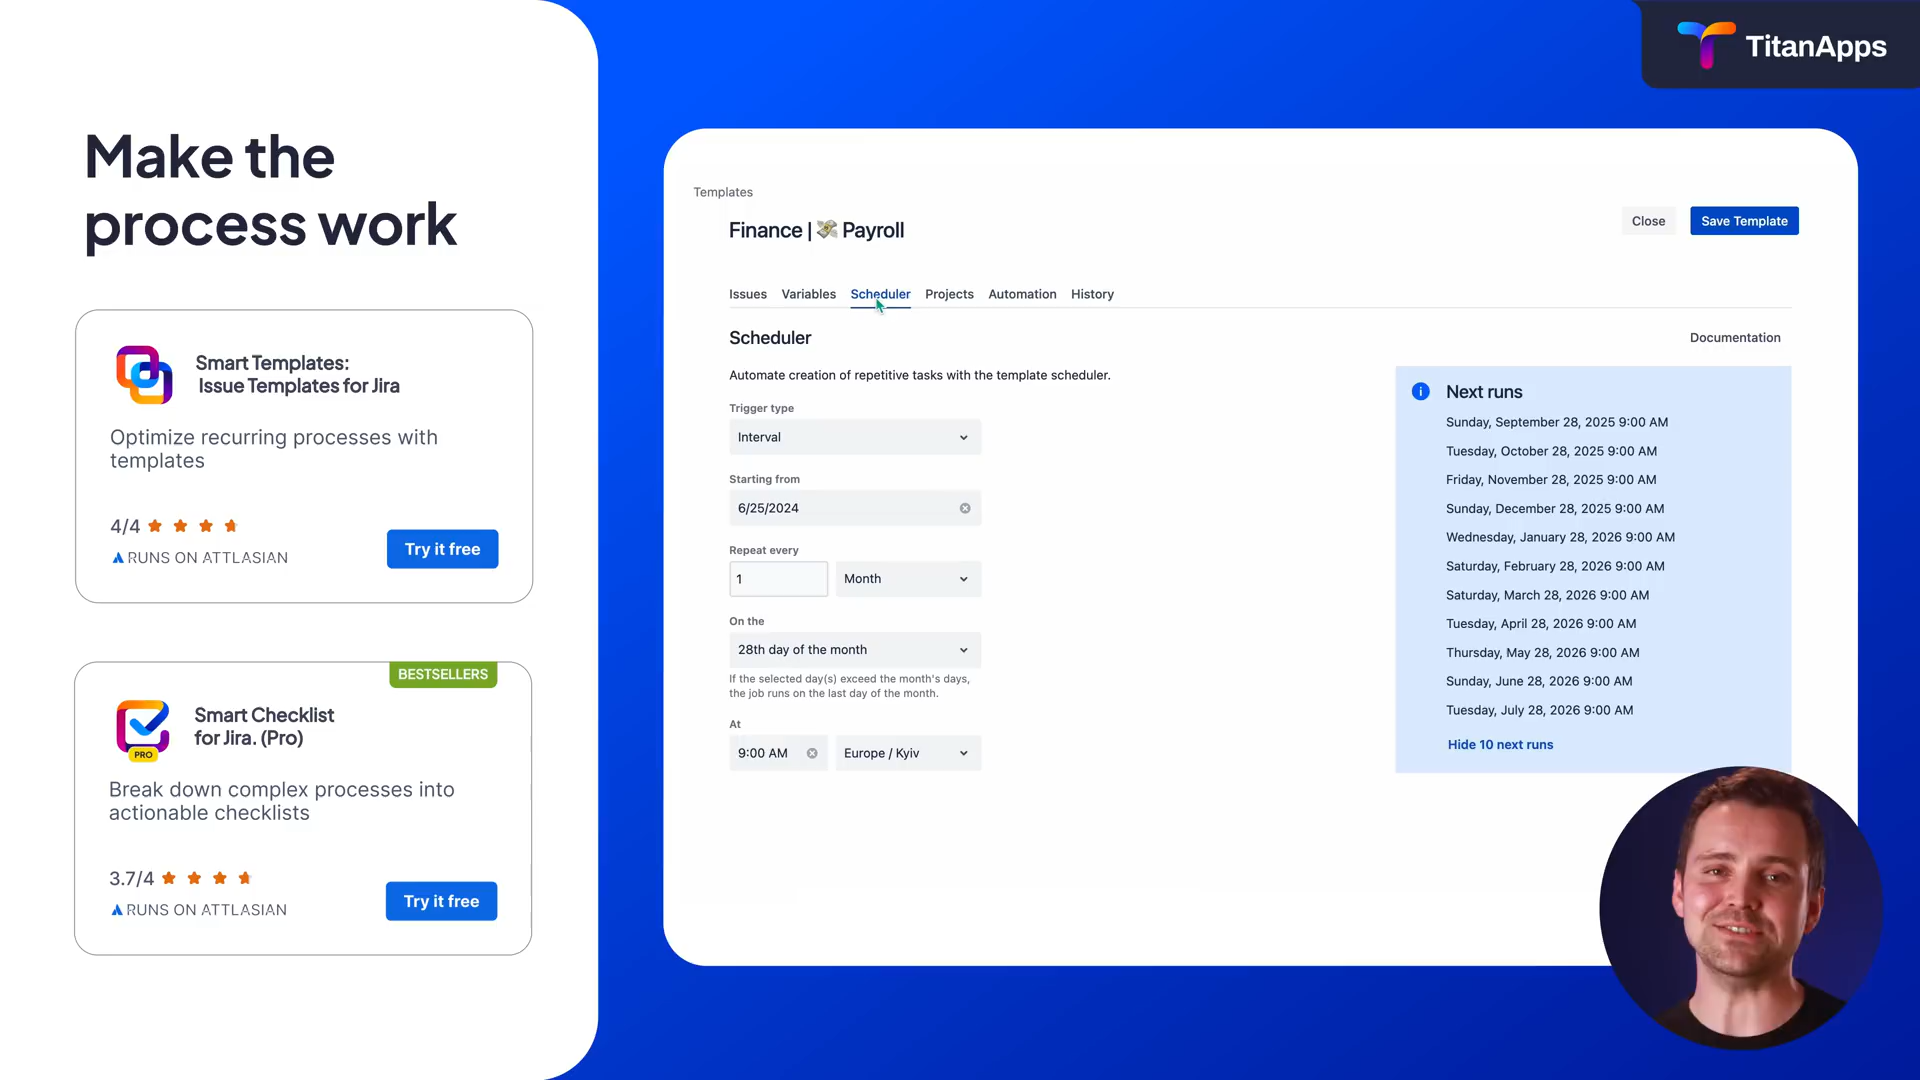 TitanApps
Make the
process work
Smart Templates:
Issue Templates for Jira
Optimize recurring processes with
templates
4/4
RUNS ON ATTLASIAN
Try it free
BESTSELLERS
PRO
Smart Checklist
for Jira. (Pro)
Break down complex processes into
actionable checklists
3.7/4
RUNS ON ATTLASIAN
Try it free
Templates
Finance | Payroll
Close
Save Template
Issues Variables Scheduler Projects Automation History
Scheduler
Documentation
Automate creation of repetitive tasks with the template scheduler.
Trigger type
Interval
Starting from
6/25/2024
Repeat every
1 Month
On the
28th day of the month
If the selected day(s) exceed the month's days,
the job runs on the last day of the month.
At
9:00 AM Europe / Kyiv
Next runs
Sunday, September 28, 2025 9:00 AM
Tuesday, October 28, 2025 9:00 AM
Friday, November 28, 2025 9:00 AM
Sunday, December 28, 2025 9:00 AM
Wednesday, January 28, 2026 9:00 AM
Saturday, February 28, 2026 9:00 AM
Saturday, March 28, 2026 9:00 AM
Tuesday, April 28, 2026 9:00 AM
Thursday, May 28, 2026 9:00 AM
Sunday, June 28, 2026 9:00 AM
Tuesday, July 28, 2026 9:00 AM
Hide 10 next runs